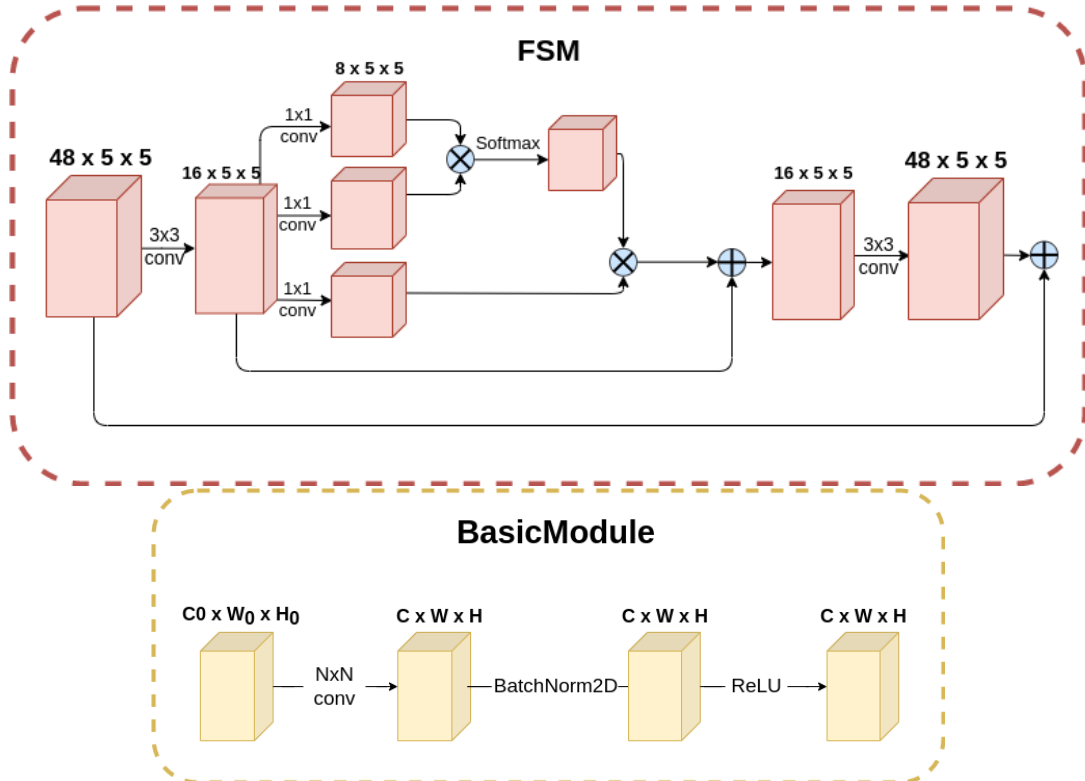 FSM
8 x 5 x 5
1x1
conv
Softmax
48 x 5 x 5
16 x 5 x 5
3x3
conv
1x1
conv
1x1
conv
16 x 5 x 5
48 x 5 x 5
3x3
conv
BasicModule
C0 x W₀ x H₀
C x W x H
C x W x H
C x W x H
NxN
conv
BatchNorm2D
ReLU